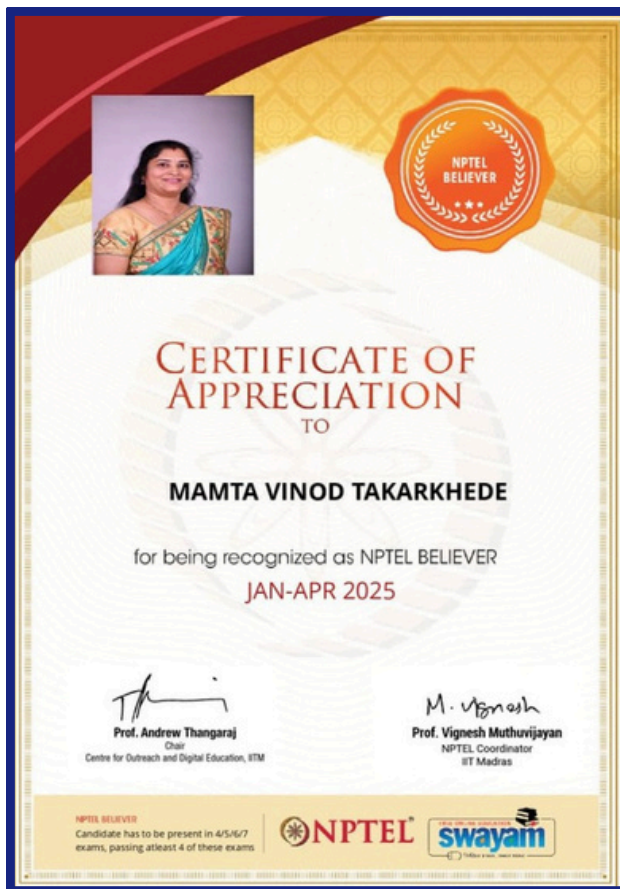 NPTEL
BELIEVER
CERTIFICATE OF
APPRECIATION
TO
MAMTA VINOD TAKARKHEDE
for being recognized as NPTEL BELIEVER
JAN-APR 2025
M. Vignesh
Prof. Andrew Thangaraj
Chair
Centre for Outreach and Digital Education, IITM
Prof. Vignesh Muthuvijayan
NPTEL Coordinator
IIT Madras
NPTEL BELIEVER
Candidate has to be present in 4/5/6/7
exams, passing atleast 4 of these exams
NPTEL
swayam